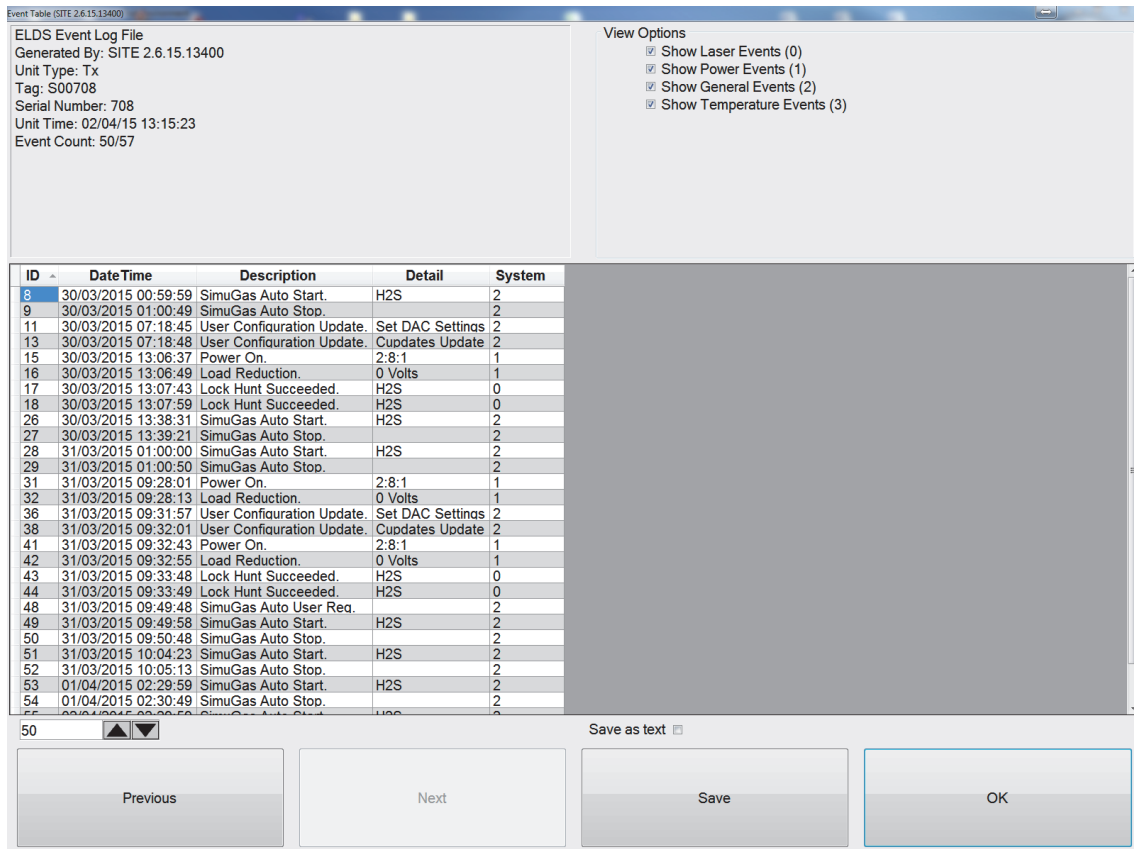 Event Table (SITE 2.6.15.13400)
ELDS Event Log File
Generated By: SITE 2.6.15.13400
Unit Type: Tx
Tag: S00708
Serial Number: 708
Unit Time: 02/04/15 13:15:23
Event Count: 50/57
View Options
Show Laser Events (0)
Show Power Events (1)
Show General Events (2)
Show Temperature Events (3)
ID DateTime Description Detail System
8 30/03/2015 00:59:59 SimuGas Auto Start. H2S 2
9 30/03/2015 01:00:49 SimuGas Auto Stop. 2
11 30/03/2015 07:18:45 User Configuration Update. Set DAC Settings 2
13 30/03/2015 07:18:48 User Configuration Update. Cupdates Update 2
15 30/03/2015 13:06:37 Power On. 2:8:1 1
16 30/03/2015 13:06:49 Load Reduction. 0 Volts 1
17 30/03/2015 13:07:43 Lock Hunt Succeeded. H2S 0
18 30/03/2015 13:07:59 Lock Hunt Succeeded. H2S 0
26 30/03/2015 13:38:31 SimuGas Auto Start. H2S 2
27 30/03/2015 13:39:21 SimuGas Auto Stop. 2
28 31/03/2015 01:00:00 SimuGas Auto Start. H2S 2
29 31/03/2015 01:00:50 SimuGas Auto Stop. 2
31 31/03/2015 09:28:01 Power On. 2:8:1 1
32 31/03/2015 09:28:13 Load Reduction. 0 Volts 1
36 31/03/2015 09:31:57 User Configuration Update. Set DAC Settings 2
38 31/03/2015 09:32:01 User Configuration Update. Cupdates Update 2
41 31/03/2015 09:32:43 Power On. 2:8:1 1
42 31/03/2015 09:32:55 Load Reduction. 0 Volts 1
43 31/03/2015 09:33:48 Lock Hunt Succeeded. H2S 0
44 31/03/2015 09:33:49 Lock Hunt Succeeded. H2S 0
48 31/03/2015 09:49:48 SimuGas Auto User Req. 2
49 31/03/2015 09:49:58 SimuGas Auto Start. H2S 2
50 31/03/2015 09:50:48 SimuGas Auto Stop. 2
51 31/03/2015 10:04:23 SimuGas Auto Start. H2S 2
52 31/03/2015 10:05:13 SimuGas Auto Stop. 2
53 01/04/2015 02:29:59 SimuGas Auto Start. H2S 2
54 01/04/2015 02:30:49 SimuGas Auto Stop. 2
50
Save as text
Previous
Next
Save
OK